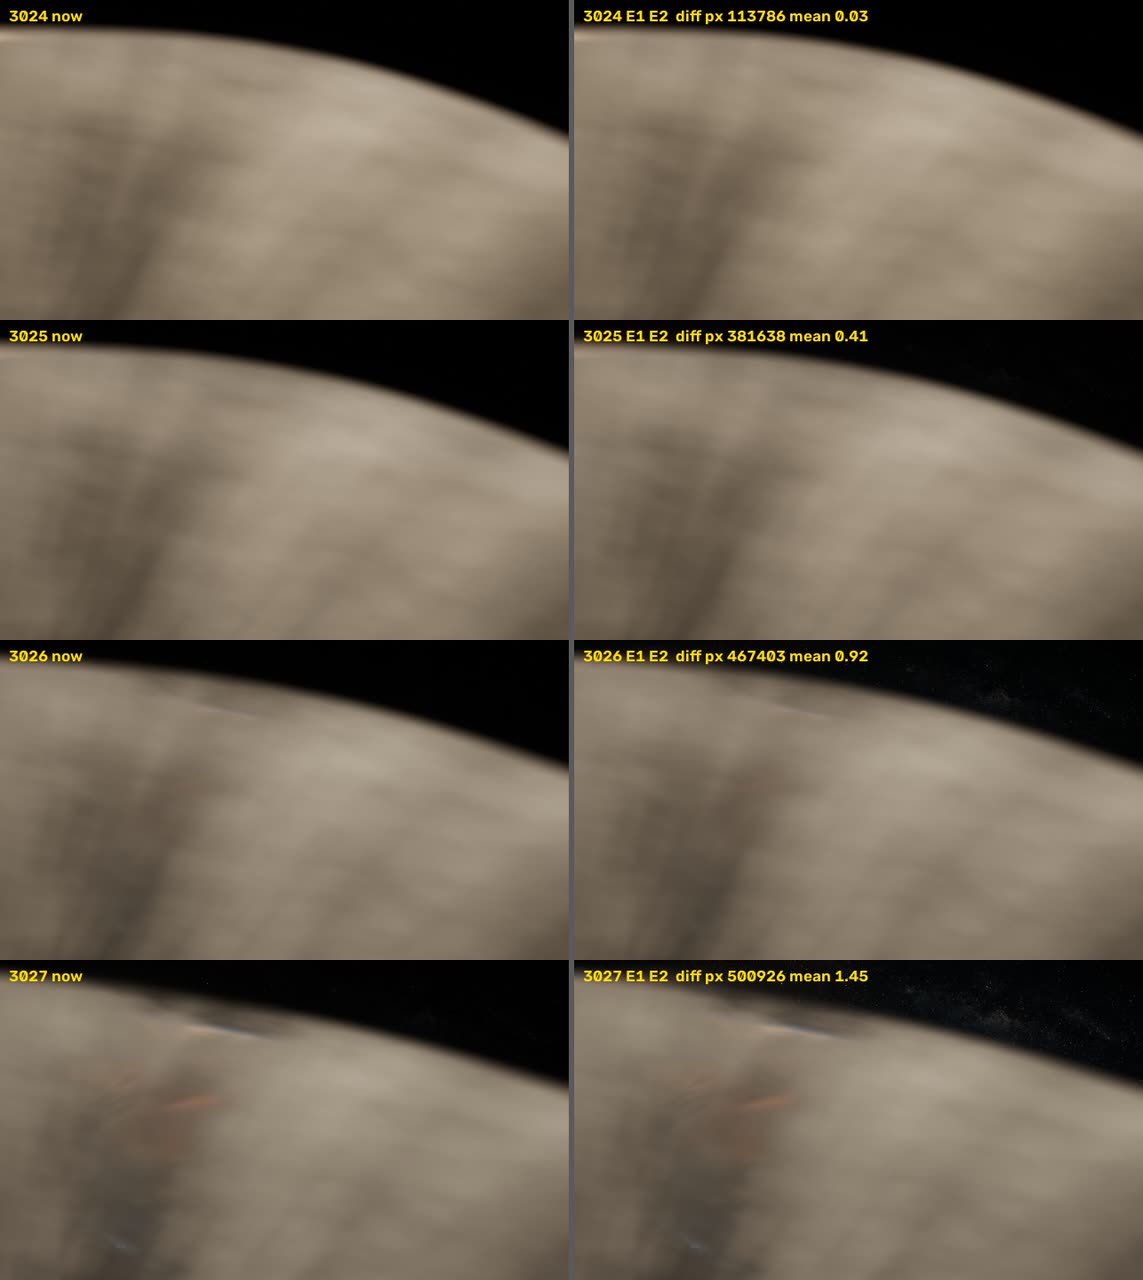 3024 now
3024 E1 E2 diff px 113786 mean 0.03
3025 now
3025 E1 E2 diff px 381638 mean 0.41
3026 now
3026 E1 E2 diff px 467403 mean 0.92
3027 now
3027 E1 E2 diff px 500926 mean 1.45